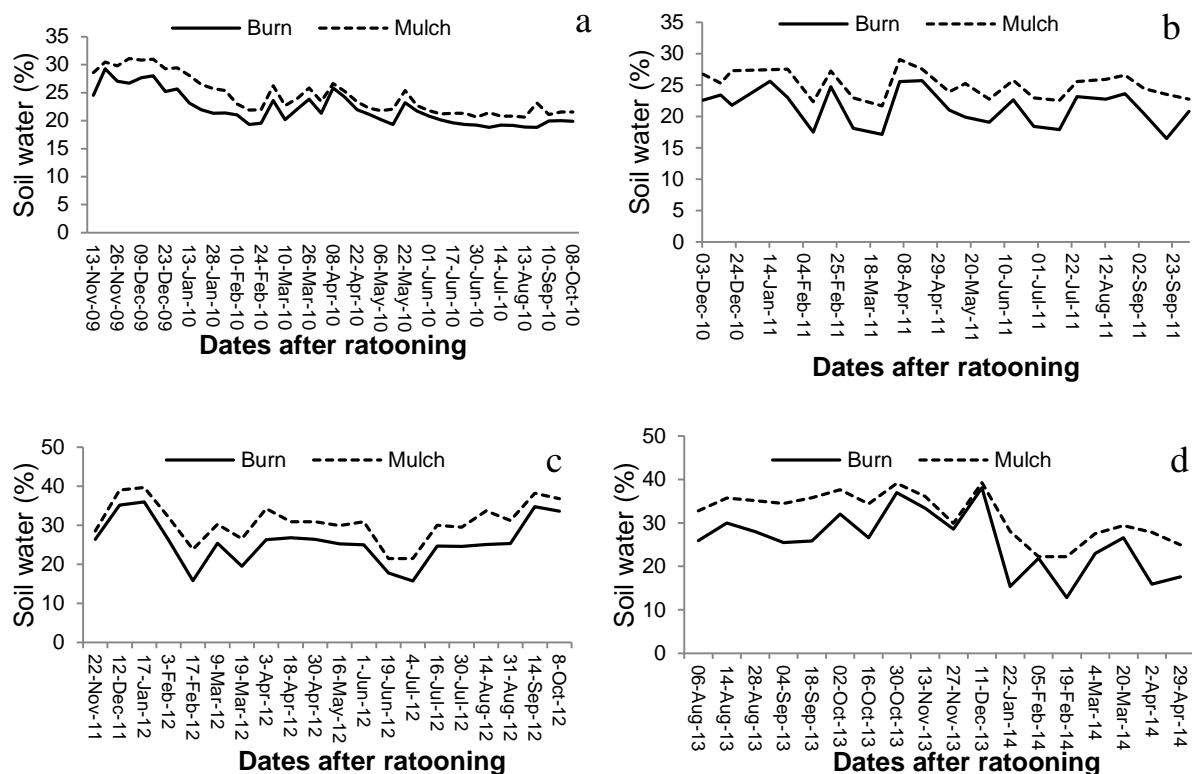 Burn Mulch a
Soil water (%)
35
30
25
20
15
10
5
0
13-Nov-09
26-Nov-09
09-Dec-09
23-Dec-09
13-Jan-10
28-Jan-10
10-Feb-10
24-Feb-10
10-Mar-10
26-Mar-10
08-Apr-10
22-Apr-10
06-May-10
22-May-10
01-Jun-10
17-Jun-10
30-Jun-10
14-Jul-10
13-Aug-10
10-Sep-10
08-Oct-10
Dates after ratooning
Burn Mulch b
Soil water (%)
35
30
25
20
15
10
5
0
03-Dec-10
24-Dec-10
14-Jan-11
04-Feb-11
25-Feb-11
18-Mar-11
08-Apr-11
29-Apr-11
20-May-11
10-Jun-11
01-Jul-11
22-Jul-11
12-Aug-11
02-Sep-11
23-Sep-11
Dates after ratooning
Burn Mulch c
Soil water (%)
50
40
30
20
10
0
22-Nov-11
12-Dec-11
17-Jan-12
3-Feb-12
17-Feb-12
9-Mar-12
19-Mar-12
3-Apr-12
18-Apr-12
30-Apr-12
16-May-12
1-Jun-12
19-Jun-12
4-Jul-12
16-Jul-12
30-Jul-12
14-Aug-12
31-Aug-12
14-Sep-12
8-Oct-12
Dates after ratooning
Burn Mulch d
Soil water (%)
50
40
30
20
10
0
06-Aug-13
14-Aug-13
28-Aug-13
04-Sep-13
18-Sep-13
02-Oct-13
16-Oct-13
30-Oct-13
13-Nov-13
27-Nov-13
11-Dec-13
22-Jan-14
05-Feb-14
19-Feb-14
4-Mar-14
20-Mar-14
2-Apr-14
29-Apr-14
Dates after ratooning